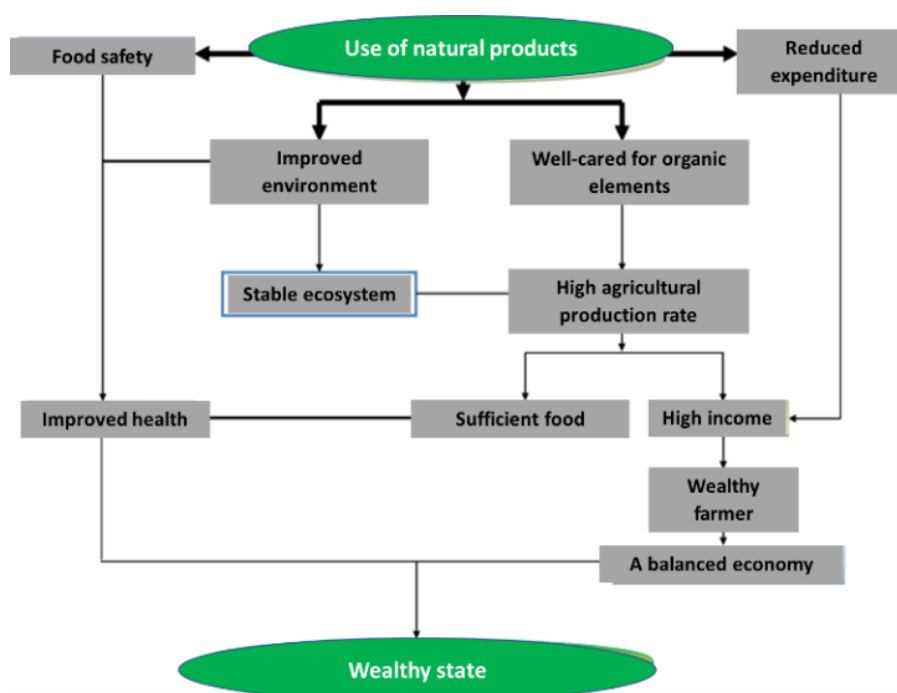 Food safety
Use of natural products
Reduced
expenditure
Improved
environment
Well-cared for organic
elements
Stable ecosystem
High agricultural
production rate
Improved health
Sufficient food
High income
Wealthy
farmer
A balanced economy
Wealthy state